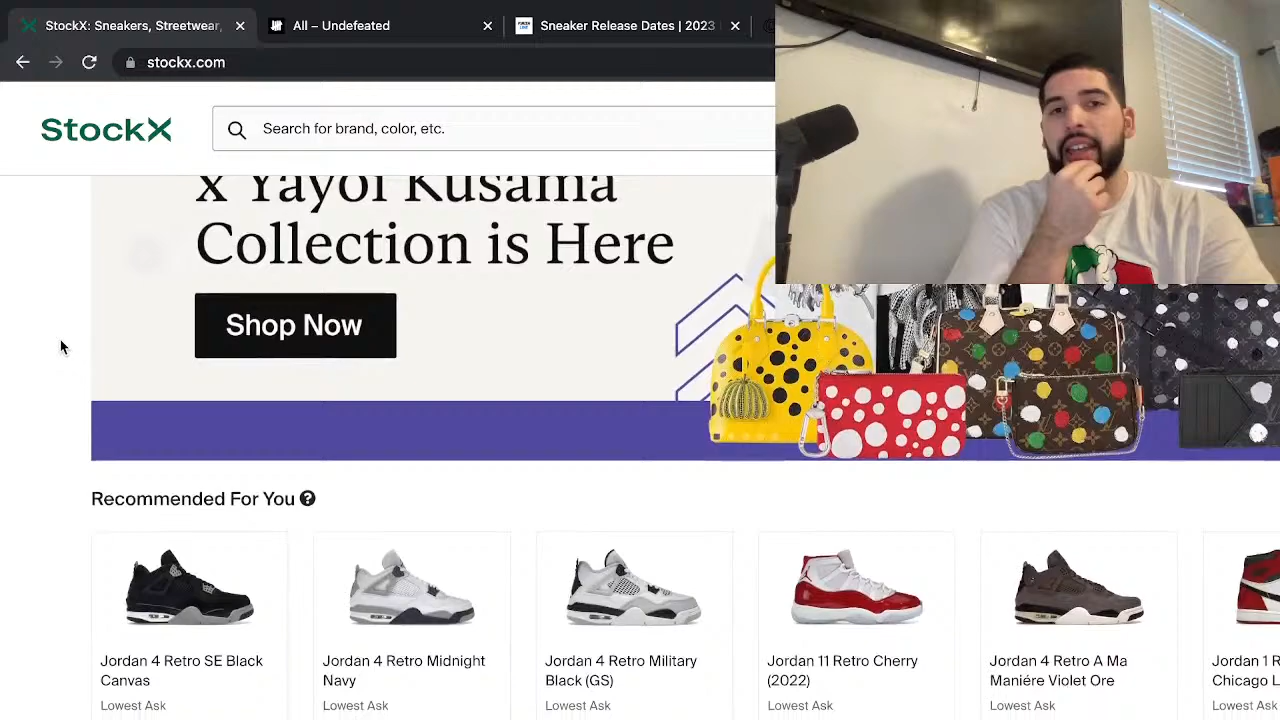 StockX: Sneakers, Streetwear,
All – Undefeated
Sneaker Release Dates | 2023
stockx.com
StockX
Search for brand, color, etc.
x Yayoi Kusama
Collection is Here
Shop Now
Recommended For You
Jordan 4 Retro SE Black
Canvas
Lowest Ask
Jordan 4 Retro Midnight
Navy
Lowest Ask
Jordan 4 Retro Military
Black (GS)
Lowest Ask
Jordan 11 Retro Cherry
(2022)
Lowest Ask
Jordan 4 Retro A Ma
Maniére Violet Ore
Lowest Ask
Jordan 1 R
Chicago L
Lowest Ask